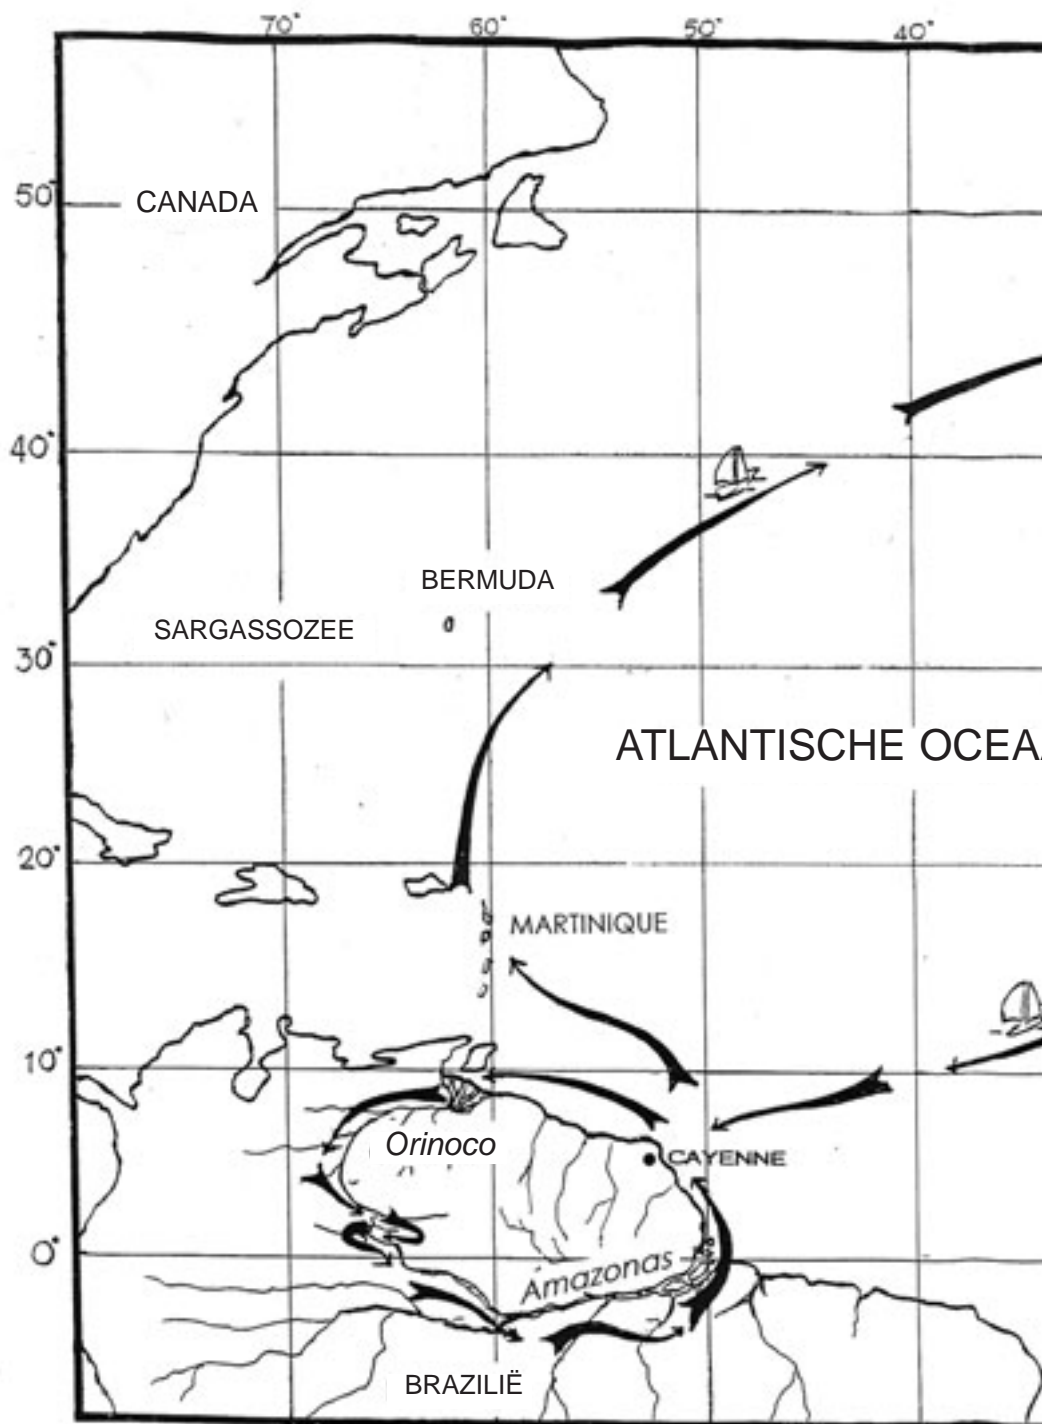 70°
60°
50°
40°
50°
CANADA
40°
BERMUDA
SARGASSOZEE
30°
ATLANTISCHE OCEA
20°
MARTINIQUE
10°
Orinoco
CAYENNE
0°
Amazonas
BRAZILIË